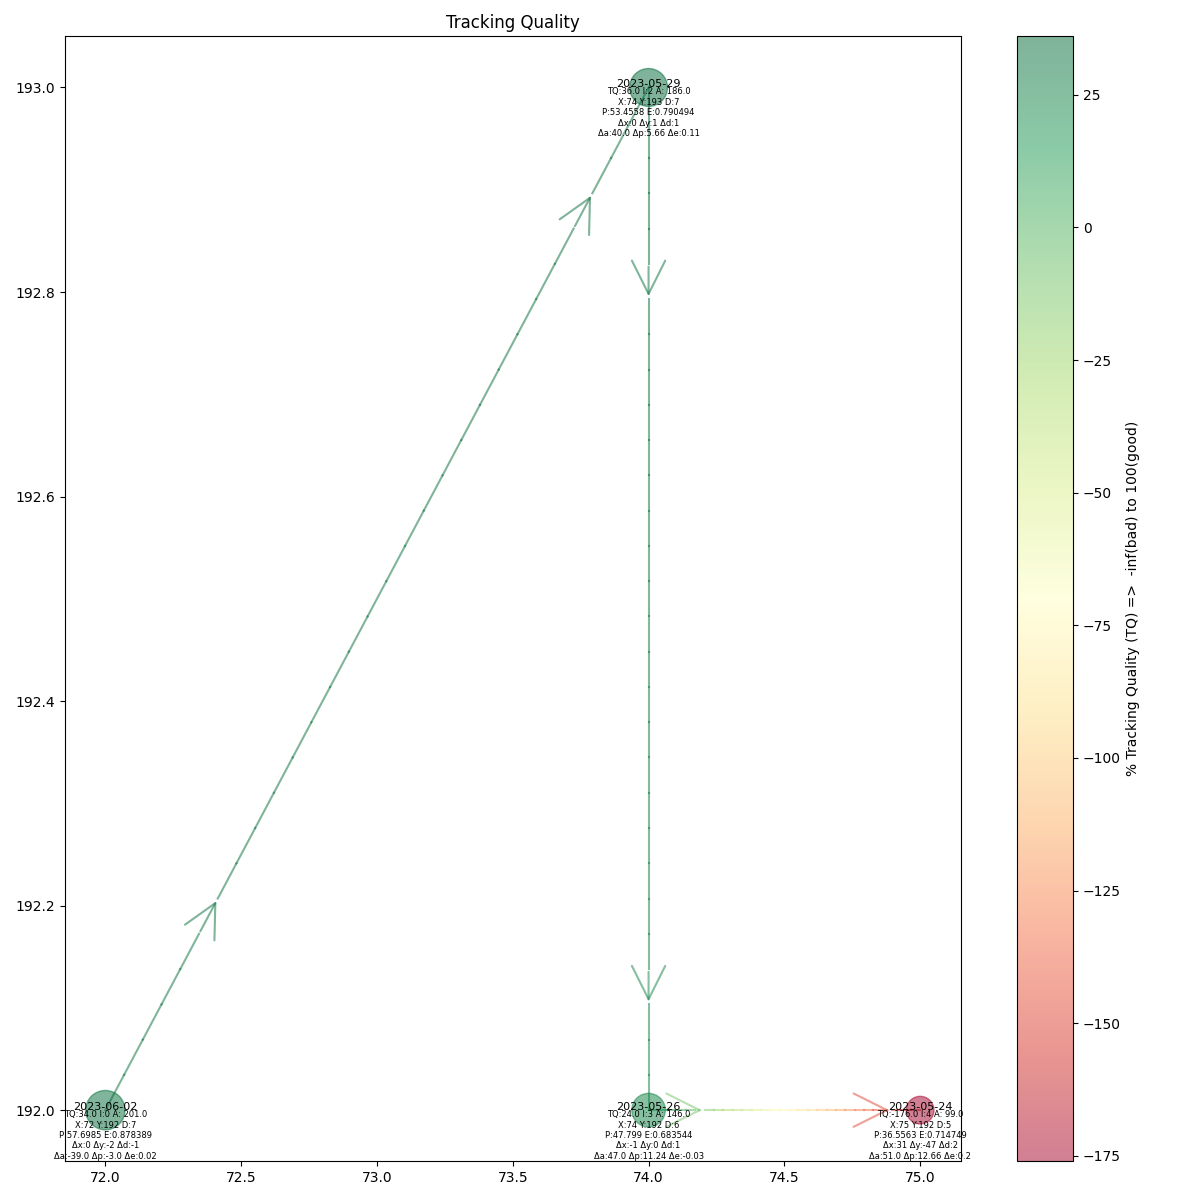 Tracking Quality
193.0
192.8
192.6
192.4
192.2
192.0
72.0
72.5
73.0
73.5
74.0
74.5
75.0
2023-05-29
TQ:36.0 I:2 A: 186.0
X:74 Y:193 D:7
P:53.4558 E:0.790494
Δx:0 Δy:1 Δd:1
Δa:40.0 Δp:5.66 Δe:0.11
2023-06-02
TQ:34.0 I:0 A: 201.0
X:72 Y:192 D:7
P:57.6985 E:0.878389
Δx:0 Δy:-2 Δd:-1
Δa:-39.0 Δp:-3.0 Δe:0.02
2023-05-26
TQ:24.0 I:3 A: 146.0
X:74 Y:192 D:6
P:47.799 E:0.683544
Δx:-1 Δy:0 Δd:1
Δa:47.0 Δp:11.24 Δe:-0.03
2023-05-24
TQ:-176.0 I:4 A: 99.0
X:75 Y:192 D:5
P:36.5563 E:0.714749
Δx:31 Δy:-47 Δd:2
Δa:51.0 Δp:12.66 Δe:0.2
25
0
−25
−50
−75
−100
−125
−150
−175
% Tracking Quality (TQ) => -inf(bad) to 100(good)